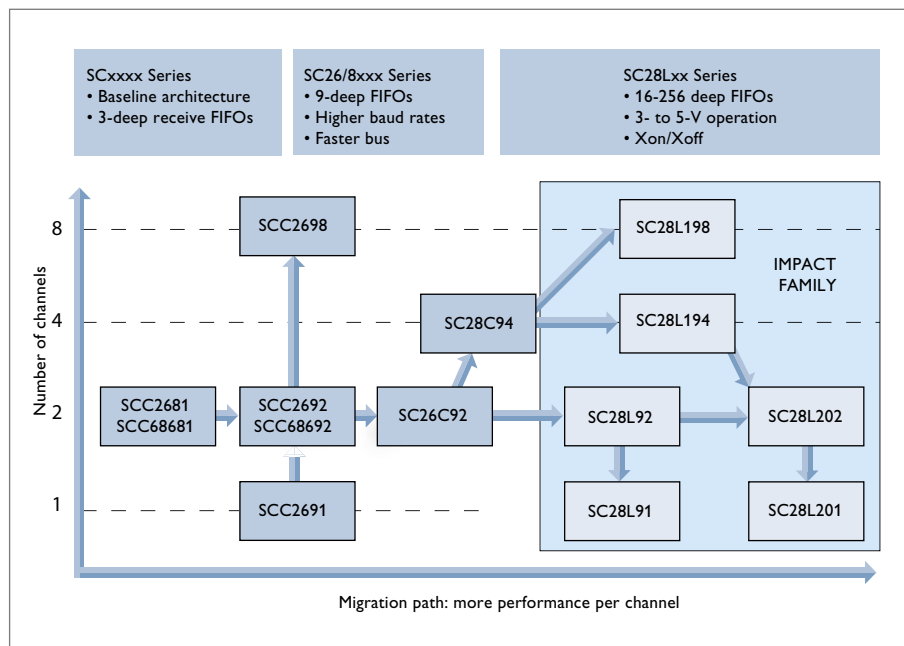 SCxxxx Series
• Baseline architecture
• 3-deep receive FIFOs
SC26/8xxx Series
• 9-deep FIFOs
• Higher baud rates
• Faster bus
SC28Lxx Series
• 16-256 deep FIFOs
• 3- to 5-V operation
• Xon/Xoff
Number of channels
8
SCC2698
SC28L198
IMPACT
FAMILY
4
SC28C94
SC28L194
2
SCC2681
SCC68681
SCC2692
SCC68692
SC26C92
SC28L92
SC28L202
1
SCC2691
SC28L91
SC28L201
Migration path: more performance per channel